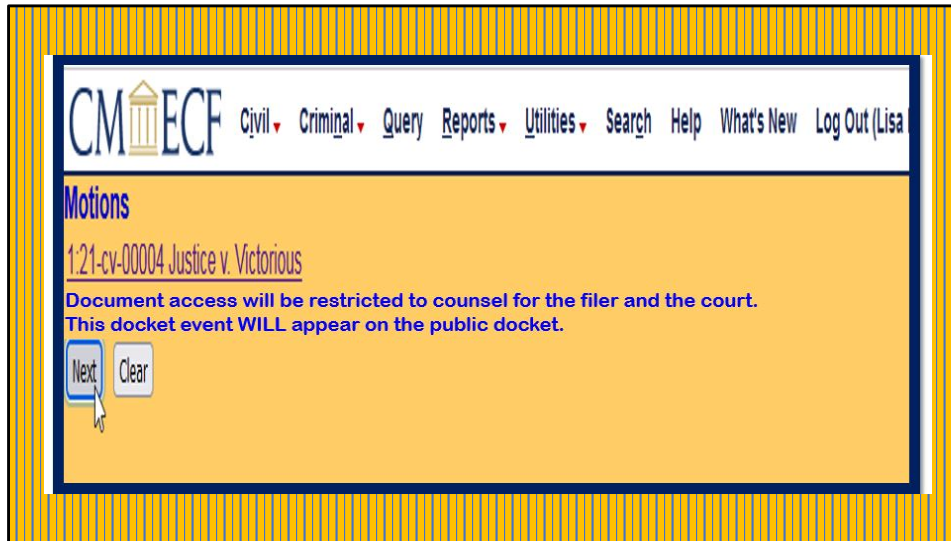 CM ECF Civil Criminal Query Reports Utilities Search Help What's New Log Out (Lisa
Motions
1:21-cv-00004 Justice v. Victorious
Document access will be restricted to counsel for the filer and the court.
This docket event WILL appear on the public docket.
Next Clear